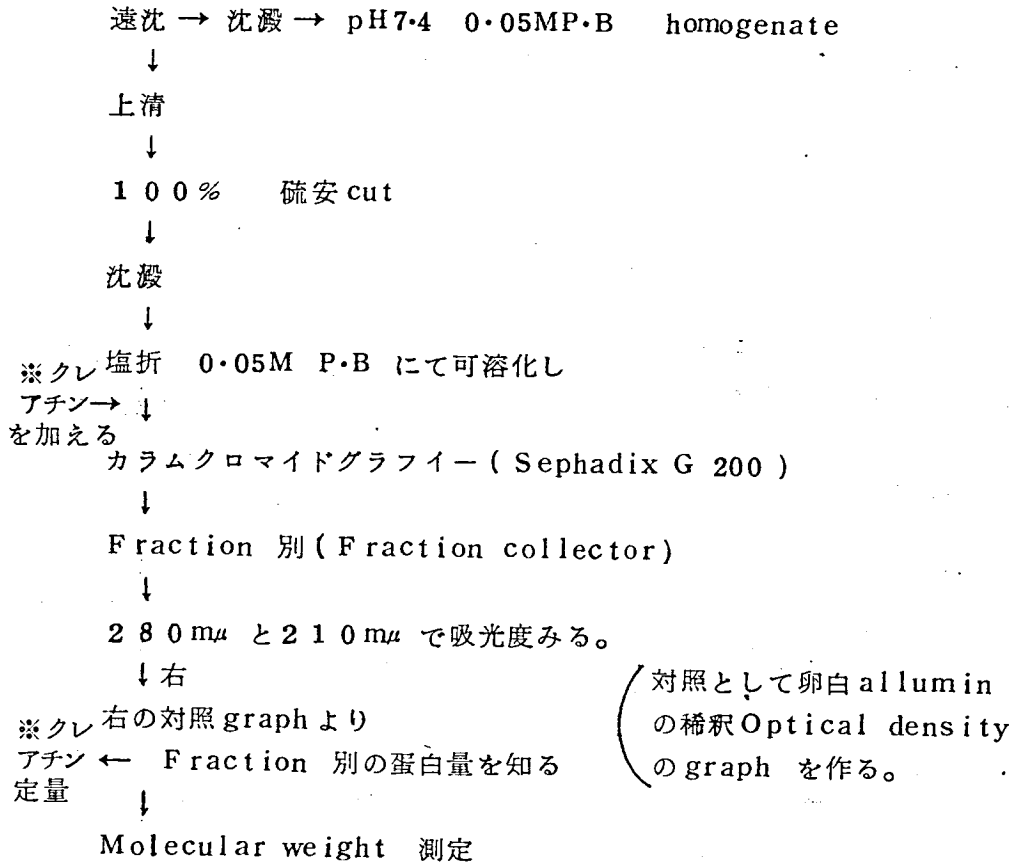 遠沈 → 沈澱 → pH7·4 0·05MP·B homogenate
↓
上清
↓
100% 硫安cut
↓
沈澱
↓
塩折 0·05M P·B にて可溶化し
※クレ
アチン→ ↓
を加える
カラムクロマイドグラフイー(Sephadix G 200)
↓
Fraction 別(Fraction collector)
↓
280mμ と210mμ で吸光度みる。
↓右
右の対照graphより
※クレ
アチン ← Fraction 別の蛋白量を知る
定量
↓
Molecular weight 測定
対照として卵白allumin
の稀釈Optical density
のgraph を作る。